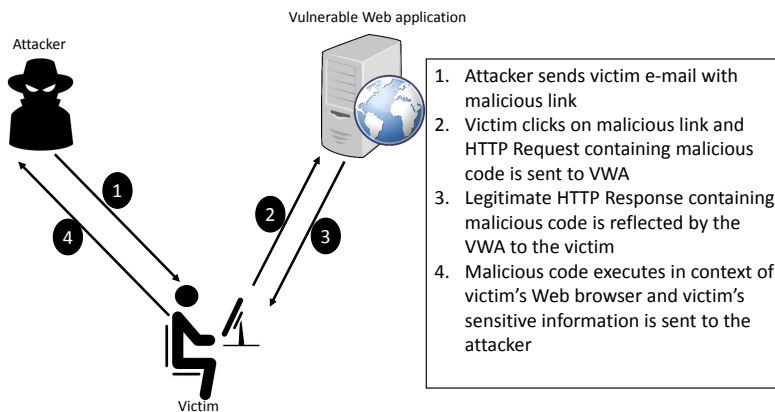 Vulnerable Web application
Attacker
1
4
2
3
Victim
1. Attacker sends victim e-mail with
malicious link
2. Victim clicks on malicious link and
HTTP Request containing malicious
code is sent to VWA
3. Legitimate HTTP Response containing
malicious code is reflected by the
VWA to the victim
4. Malicious code executes in context of
victim's Web browser and victim's
sensitive information is sent to the
attacker